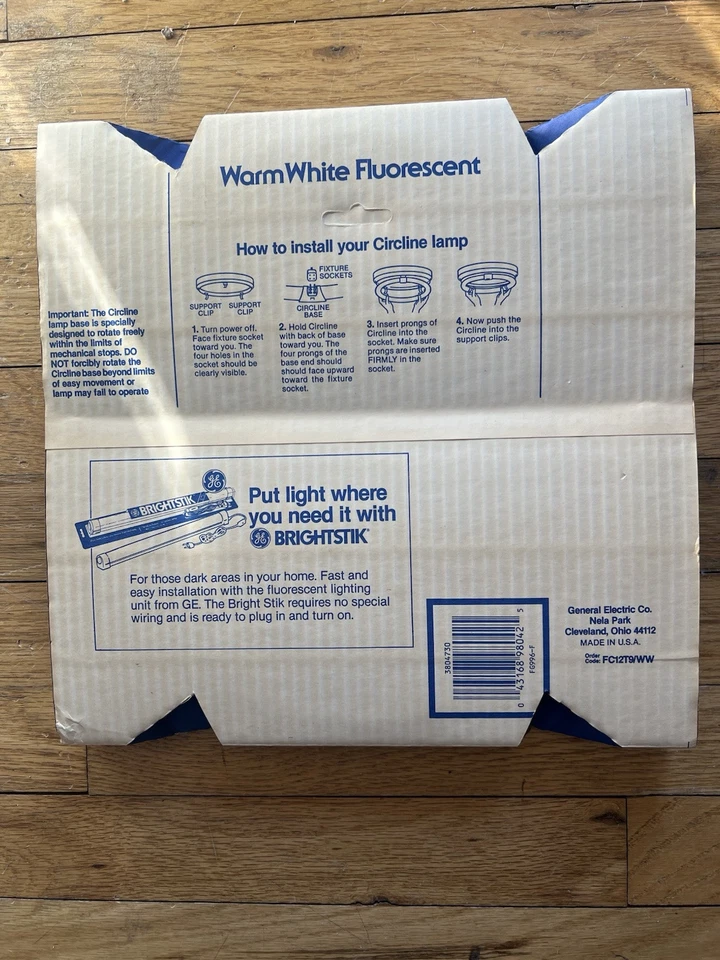 Warm White Fluorescent
How to install your Circline lamp
SUPPORT
CLIP
SUPPORT
CLIP
FIXTURE
SOCKETS
CIRCLINE
BASE
1. Turn power off.
Face fixture socket
toward you. The
four holes in the
socket should be
clearly visible.
2. Hold Circline
with back of base
toward you. The
four prongs of the
base end should
should face upward
toward the fixture
socket.
3. Insert prongs of
Circline into the
socket. Make sure
prongs are inserted
FIRMLY in the
socket.
4. Now push the
Circline into the
support clips.
Important: The Circline
lamp base is specially
designed to rotate freely
within the limits of
mechanical stops. DO
NOT forcibly rotate the
Circline base beyond limits
of easy movement or
lamp may fail to operate
GE
BRIGHTSTIK
Put light where
you need it with
GE BRIGHTSTIK®
For those dark areas in your home. Fast and
easy installation with the fluorescent lighting
unit from GE. The Bright Stik requires no special
wiring and is ready to plug in and turn on.
3804730
0 43168 98042 5
FG996-F
General Electric Co.
Nela Park
Cleveland, Ohio 44112
MADE IN U.S.A.
Order
Code: FC12T9/WW